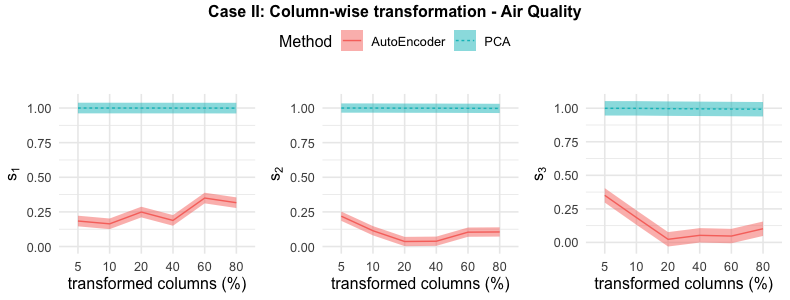 Case II: Column-wise transformation - Air Quality
Method AutoEncoder PCA
s1
1.00
0.75
0.50
0.25
0.00
5 10 20 40 60 80
transformed columns (%)
s2
1.00
0.75
0.50
0.25
0.00
5 10 20 40 60 80
transformed columns (%)
s3
1.00
0.75
0.50
0.25
0.00
5 10 20 40 60 80
transformed columns (%)